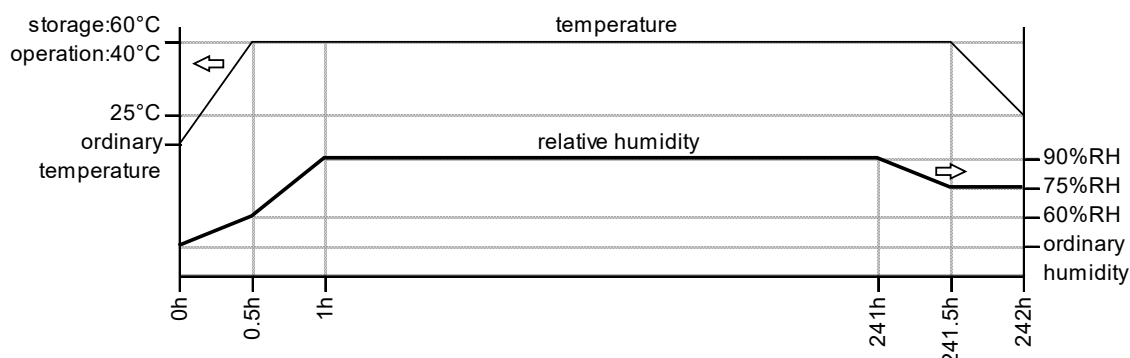 storage:60°C
temperature
operation:40°C
25°C
ordinary
temperature
relative humidity
90%RH
75%RH
60%RH
ordinary
humidity
0h
0.5h
1h
241h
241.5h
242h